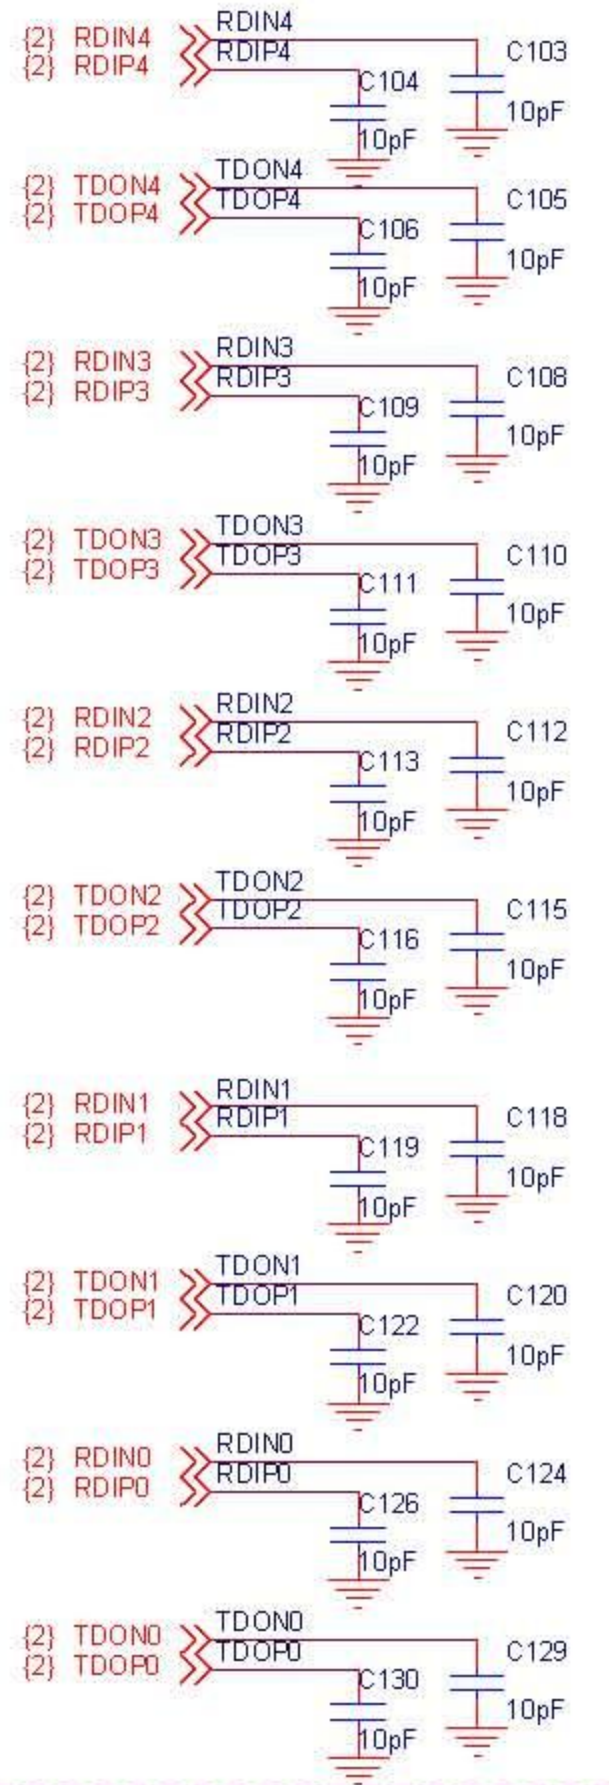 RDIN4
{2} RDIN4
RDIP4
{2} RDIP4
C103
C104
10pF
10pF
TDON4
{2} TDON4
TDOP4
{2} TDOP4
C105
C106
10pF
10pF
RDIN3
{2} RDIN3
RDIP3
{2} RDIP3
C108
C109
10pF
10pF
TDON3
{2} TDON3
TDOP3
{2} TDOP3
C110
C111
10pF
10pF
RDIN2
{2} RDIN2
RDIP2
{2} RDIP2
C112
C113
10pF
10pF
TDON2
{2} TDON2
TDOP2
{2} TDOP2
C115
C116
10pF
10pF
RDIN1
{2} RDIN1
RDIP1
{2} RDIP1
C118
C119
10pF
10pF
TDON1
{2} TDON1
TDOP1
{2} TDOP1
C120
C122
10pF
10pF
RDIN0
{2} RDIN0
RDIP0
{2} RDIP0
C124
C126
10pF
10pF
TDON0
{2} TDON0
TDOP0
{2} TDOP0
C129
C130
10pF
10pF